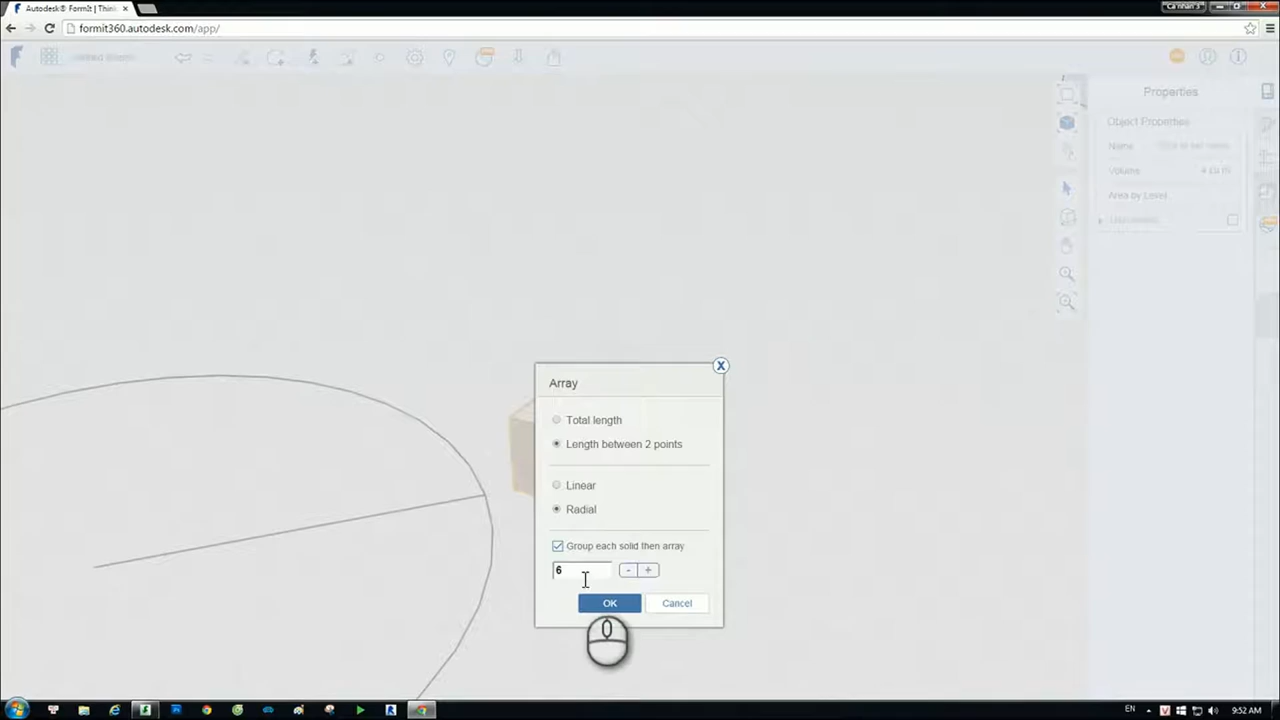 Autodesk® FormIt | Think
formit360.autodesk.com/app/
Properties
Object Properties
Name
Volume
Area by Level
Array
X
Total length
Length between 2 points
Linear
Radial
Group each solid then array
6
- +
OK Cancel
EN
9:52 AM